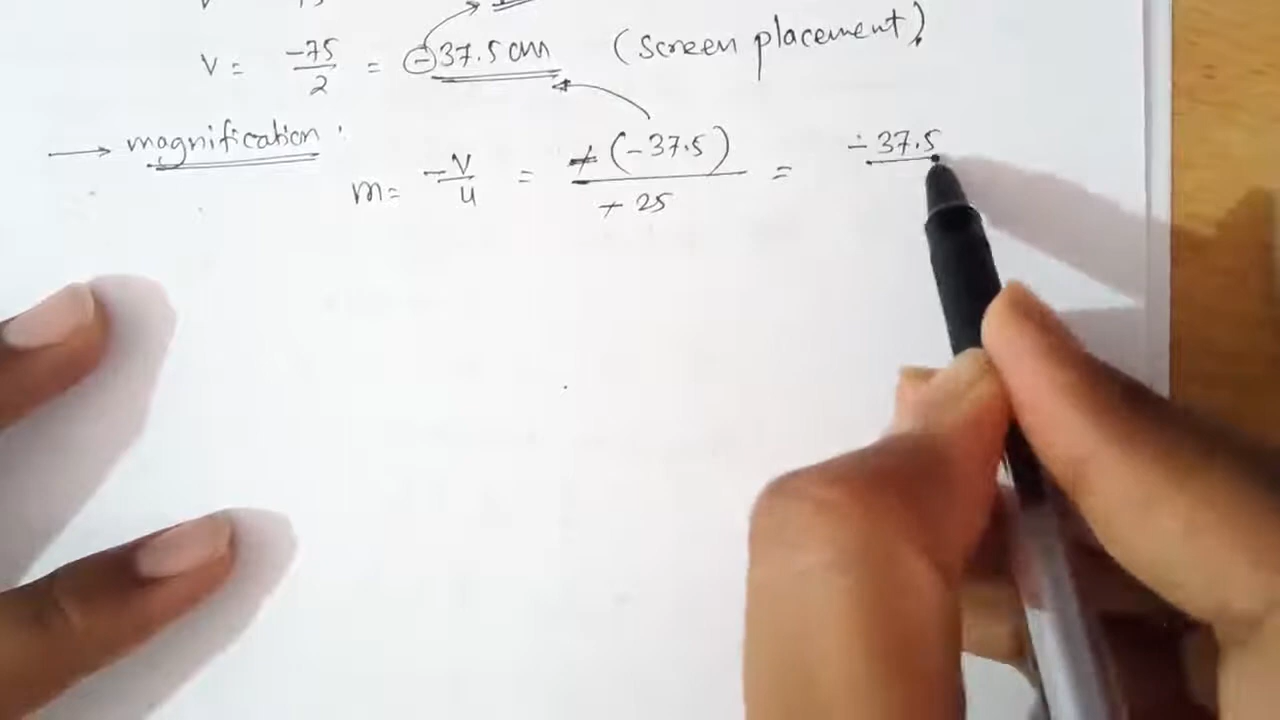 v = -75/2 = -37.5 cm (screen placement)
→ magnification :
m = -v/u = +(-37.5)/+25 = -37.5